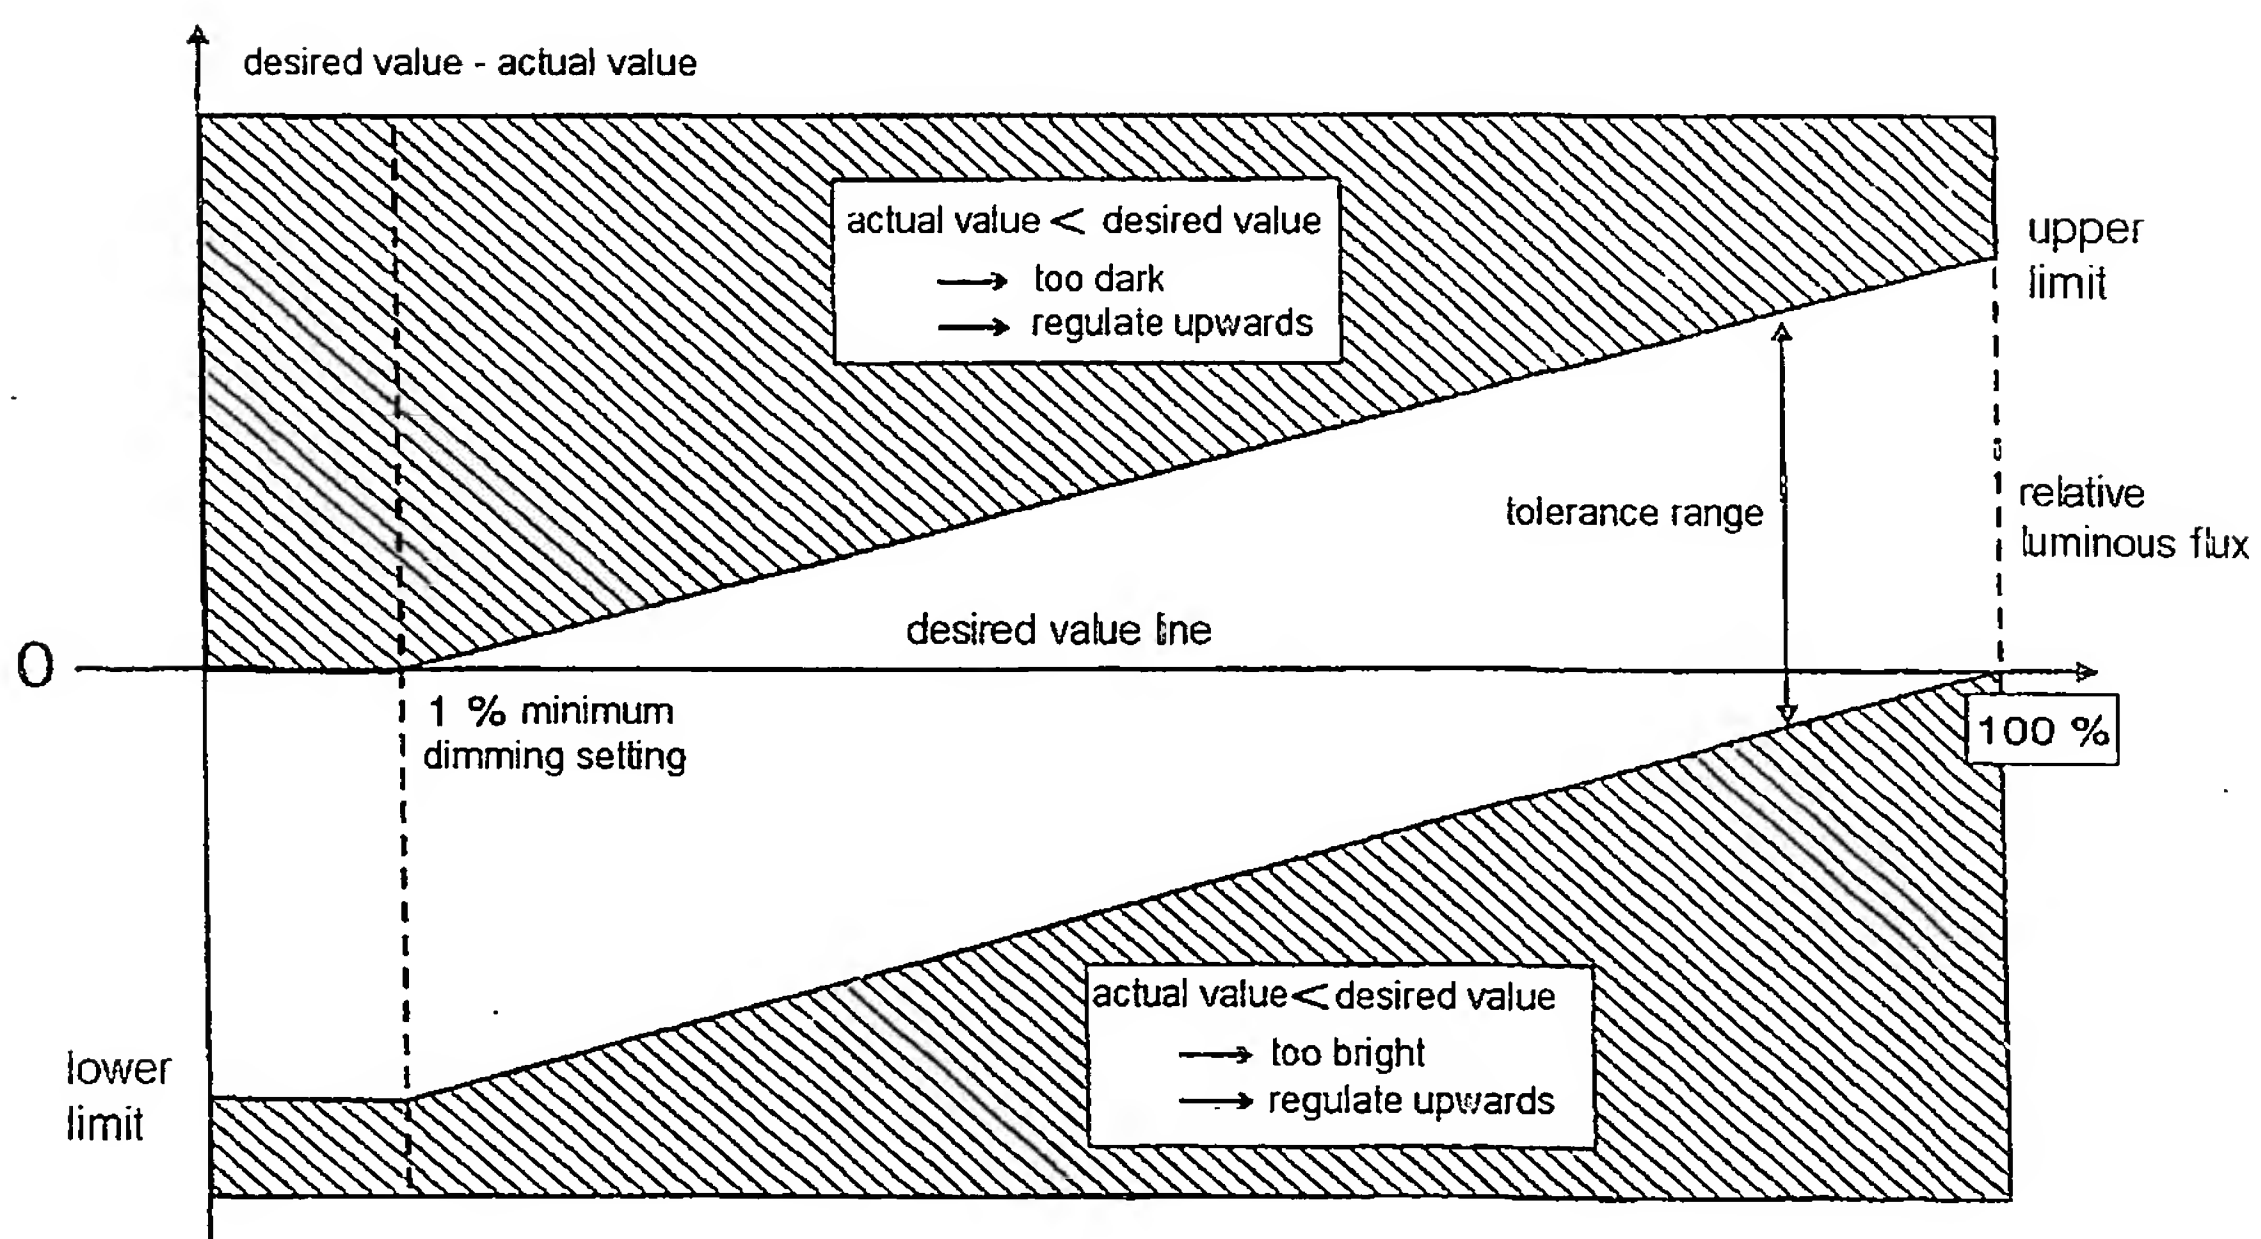 desired value - actual value
actual value < desired value
→ too dark
→ regulate upwards
upper
limit
tolerance range
relative
luminous flux
desired value line
0
1 % minimum
dimming setting
100 %
actual value < desired value
→ too bright
→ regulate upwards
lower
limit